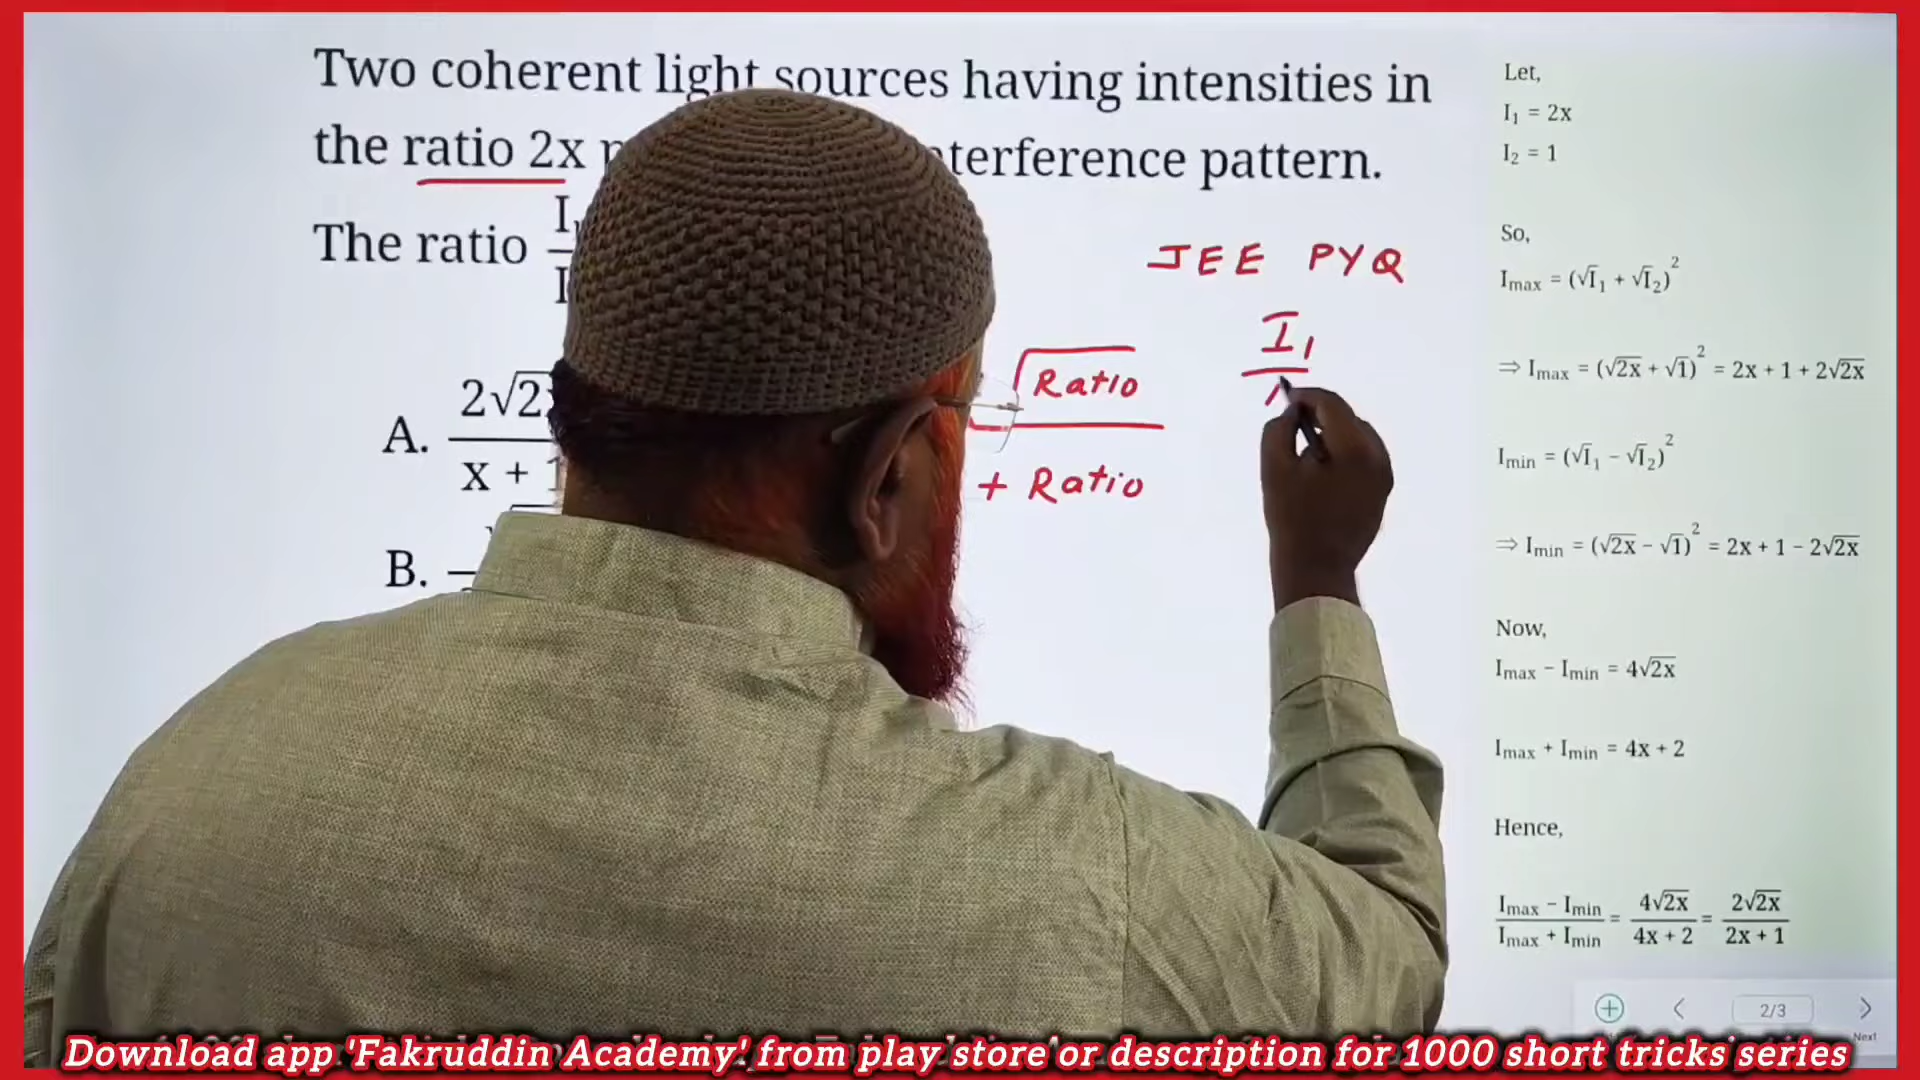 Two coherent light sources having intensities in
the ratio 2x terference pattern.
The ratio I
I
JEE PYQ
A. 2√2
x +
B.
√Ratio
+ Ratio
I₁
Let,
I₁ = 2x
I₂ = 1
So,
Imax = (√I₁ + √I₂)²
⇒ Imax = (√2x + √1)² = 2x + 1 + 2√2x
Imin = (√I₁ − √I₂)²
⇒ Imin = (√2x − √1)² = 2x + 1 − 2√2x
Now,
Imax − Imin = 4√2x
Imax + Imin = 4x + 2
Hence,
Imax − Imin / Imax + Imin = 4√2x / 4x + 2 = 2√2x / 2x + 1
2/3
Next
Download app 'Fakruddin Academy' from play store or description for 1000 short tricks series